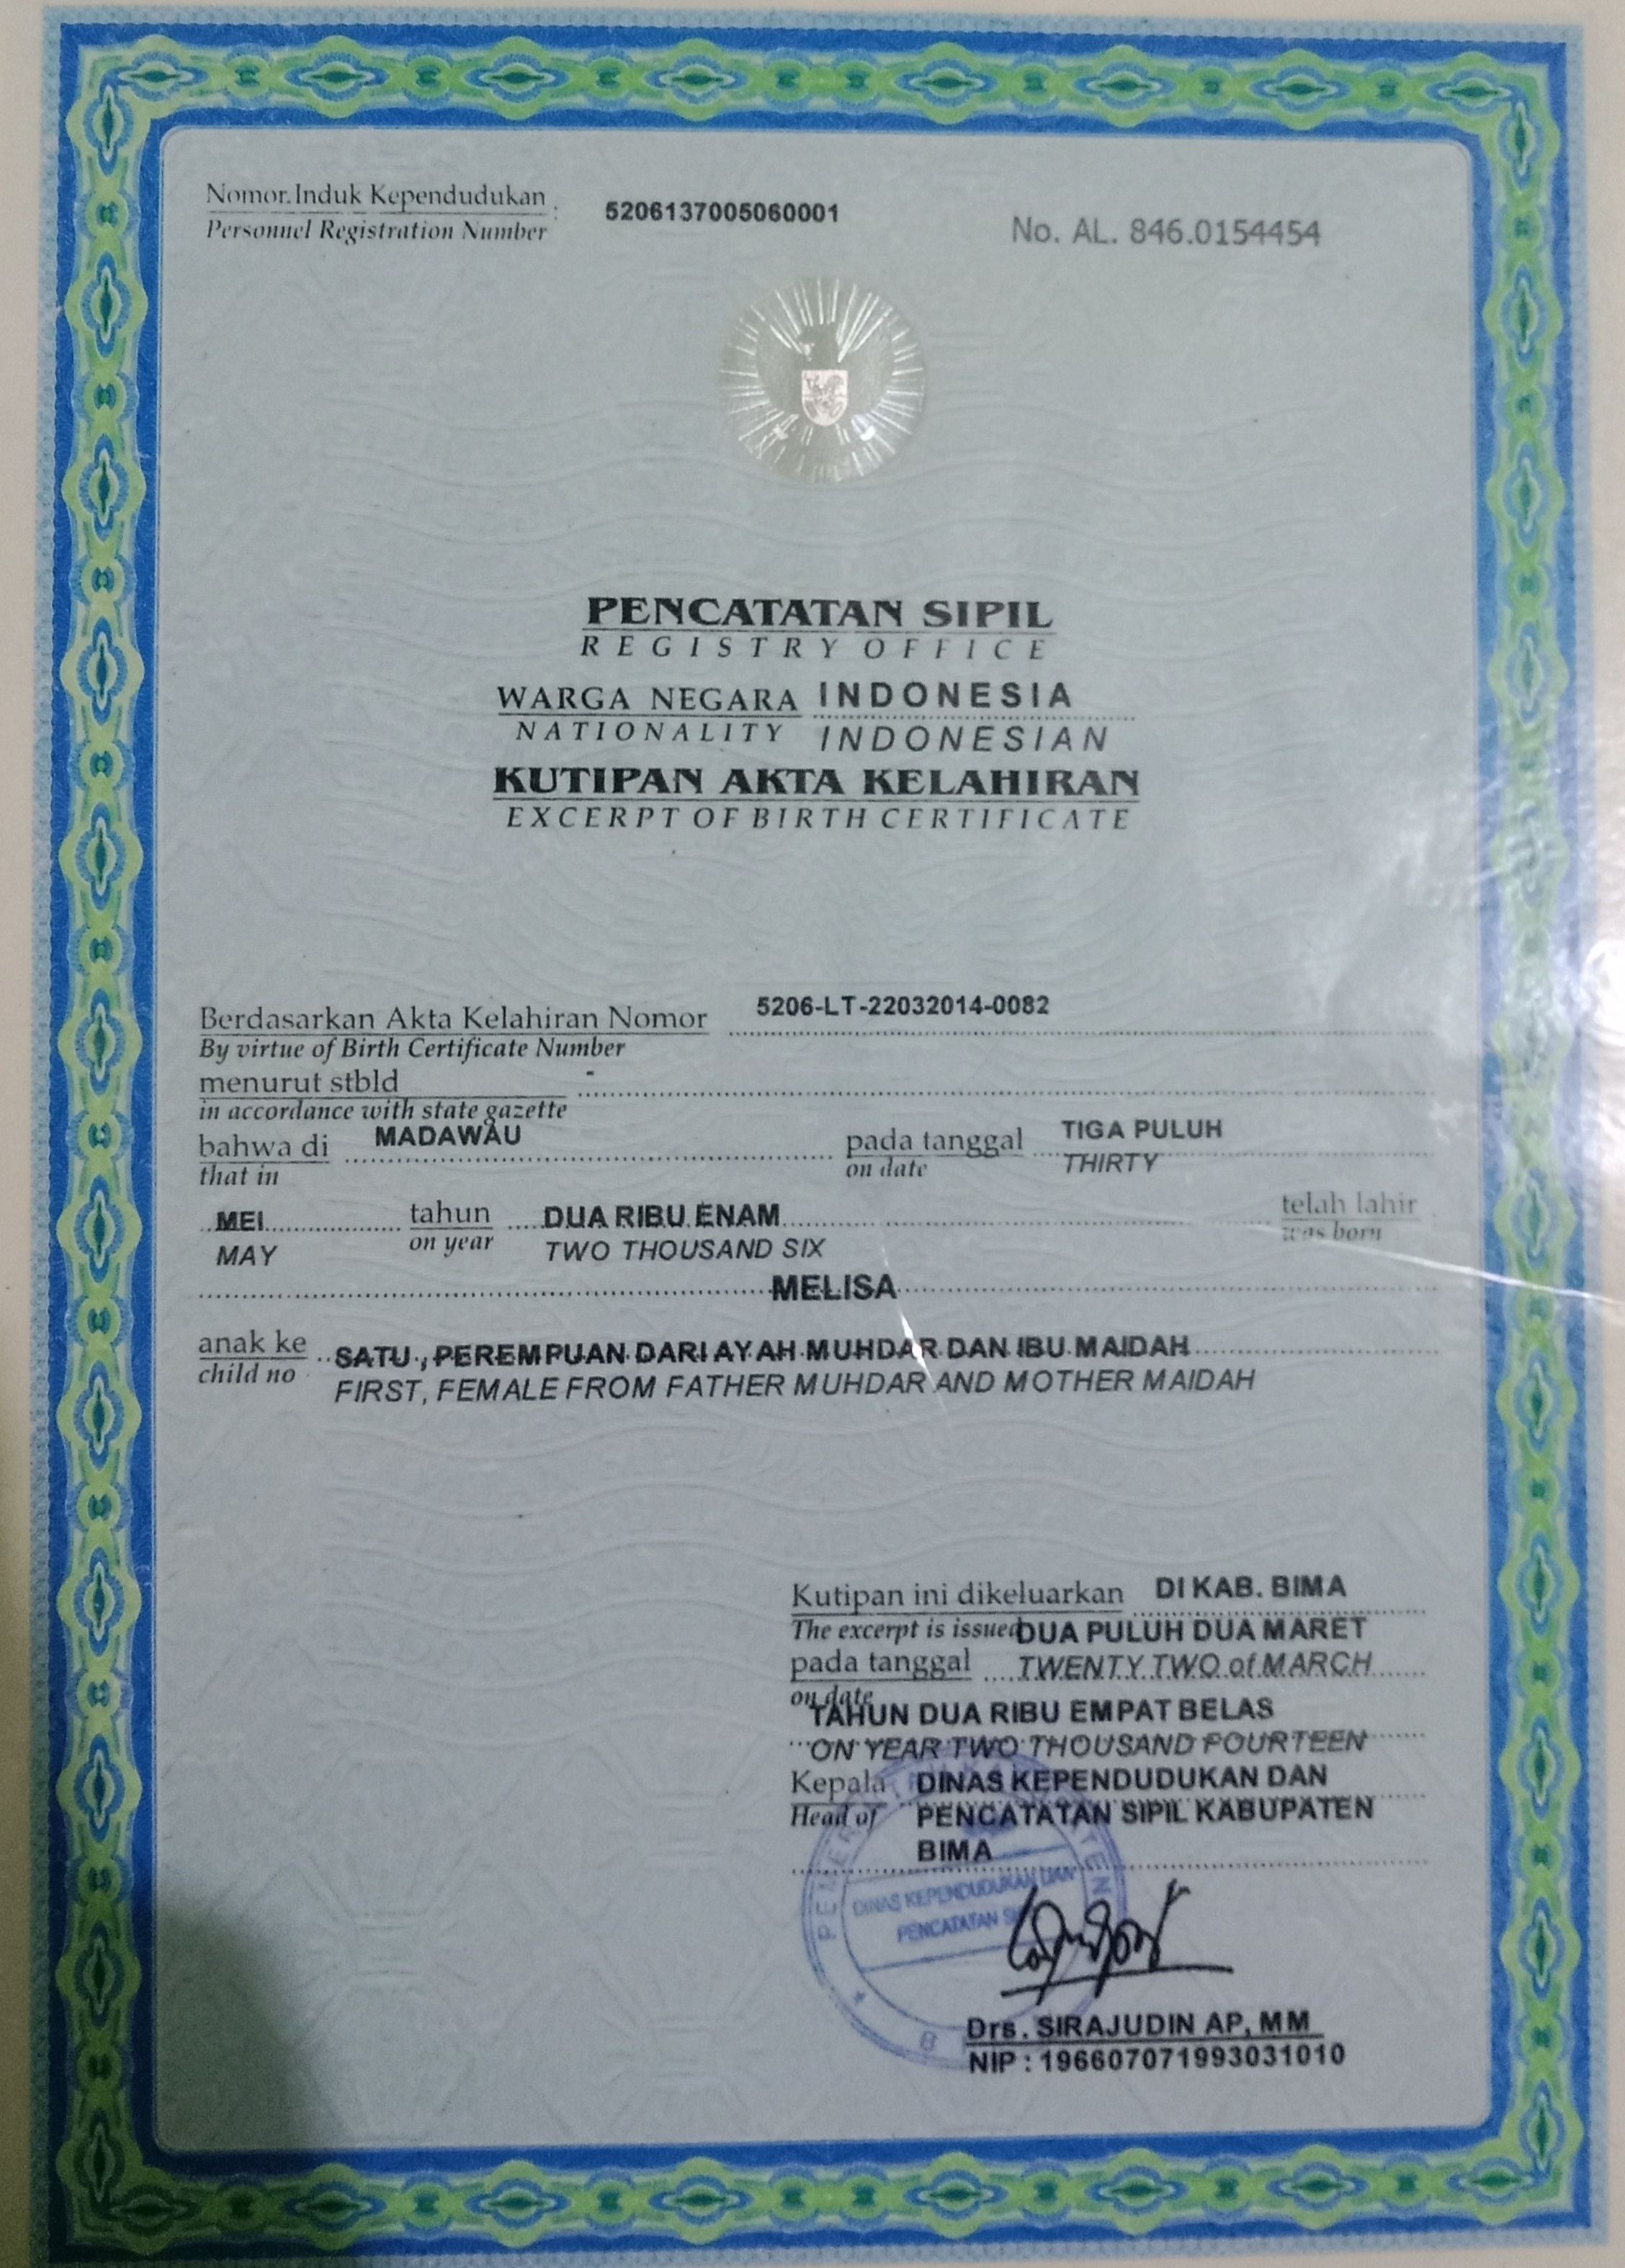 Nomor Induk Kependudukan : 5206137005060001
Personnel Registration Number
No. AL. 846.0154454
PENCATATAN SIPIL
REGISTRY OFFICE
WARGA NEGARA INDONESIA
NATIONALITY INDONESIAN
KUTIPAN AKTA KELAHIRAN
EXCERPT OF BIRTH CERTIFICATE
Berdasarkan Akta Kelahiran Nomor 5206-LT-22032014-0082
By virtue of Birth Certificate Number
menurut stbld -
in accordance with state gazette
bahwa di MADAWAU pada tanggal TIGA PULUH
that in on date THIRTY
MEI tahun DUA RIBU ENAM telah lahir
MAY on year TWO THOUSAND SIX was born
MELISA
anak ke SATU , PEREMPUAN DARI AYAH MUHDAR DAN IBU MAIDAH
child no FIRST, FEMALE FROM FATHER MUHDAR AND MOTHER MAIDAH
Kutipan ini dikeluarkan DI KAB. BIMA
The excerpt is issued DUA PULUH DUA MARET
pada tanggal TWENTY TWO of MARCH
on date TAHUN DUA RIBU EMPAT BELAS
ON YEAR TWO THOUSAND FOURTEEN
Kepala DINAS KEPENDUDUKAN DAN
Head of PENCATATAN SIPIL KABUPATEN
BIMA
DINAS KEPENDUDUKAN DAN
PENCATATAN
Drs. SIRAJUDIN AP, MM
NIP : 196607071993031010